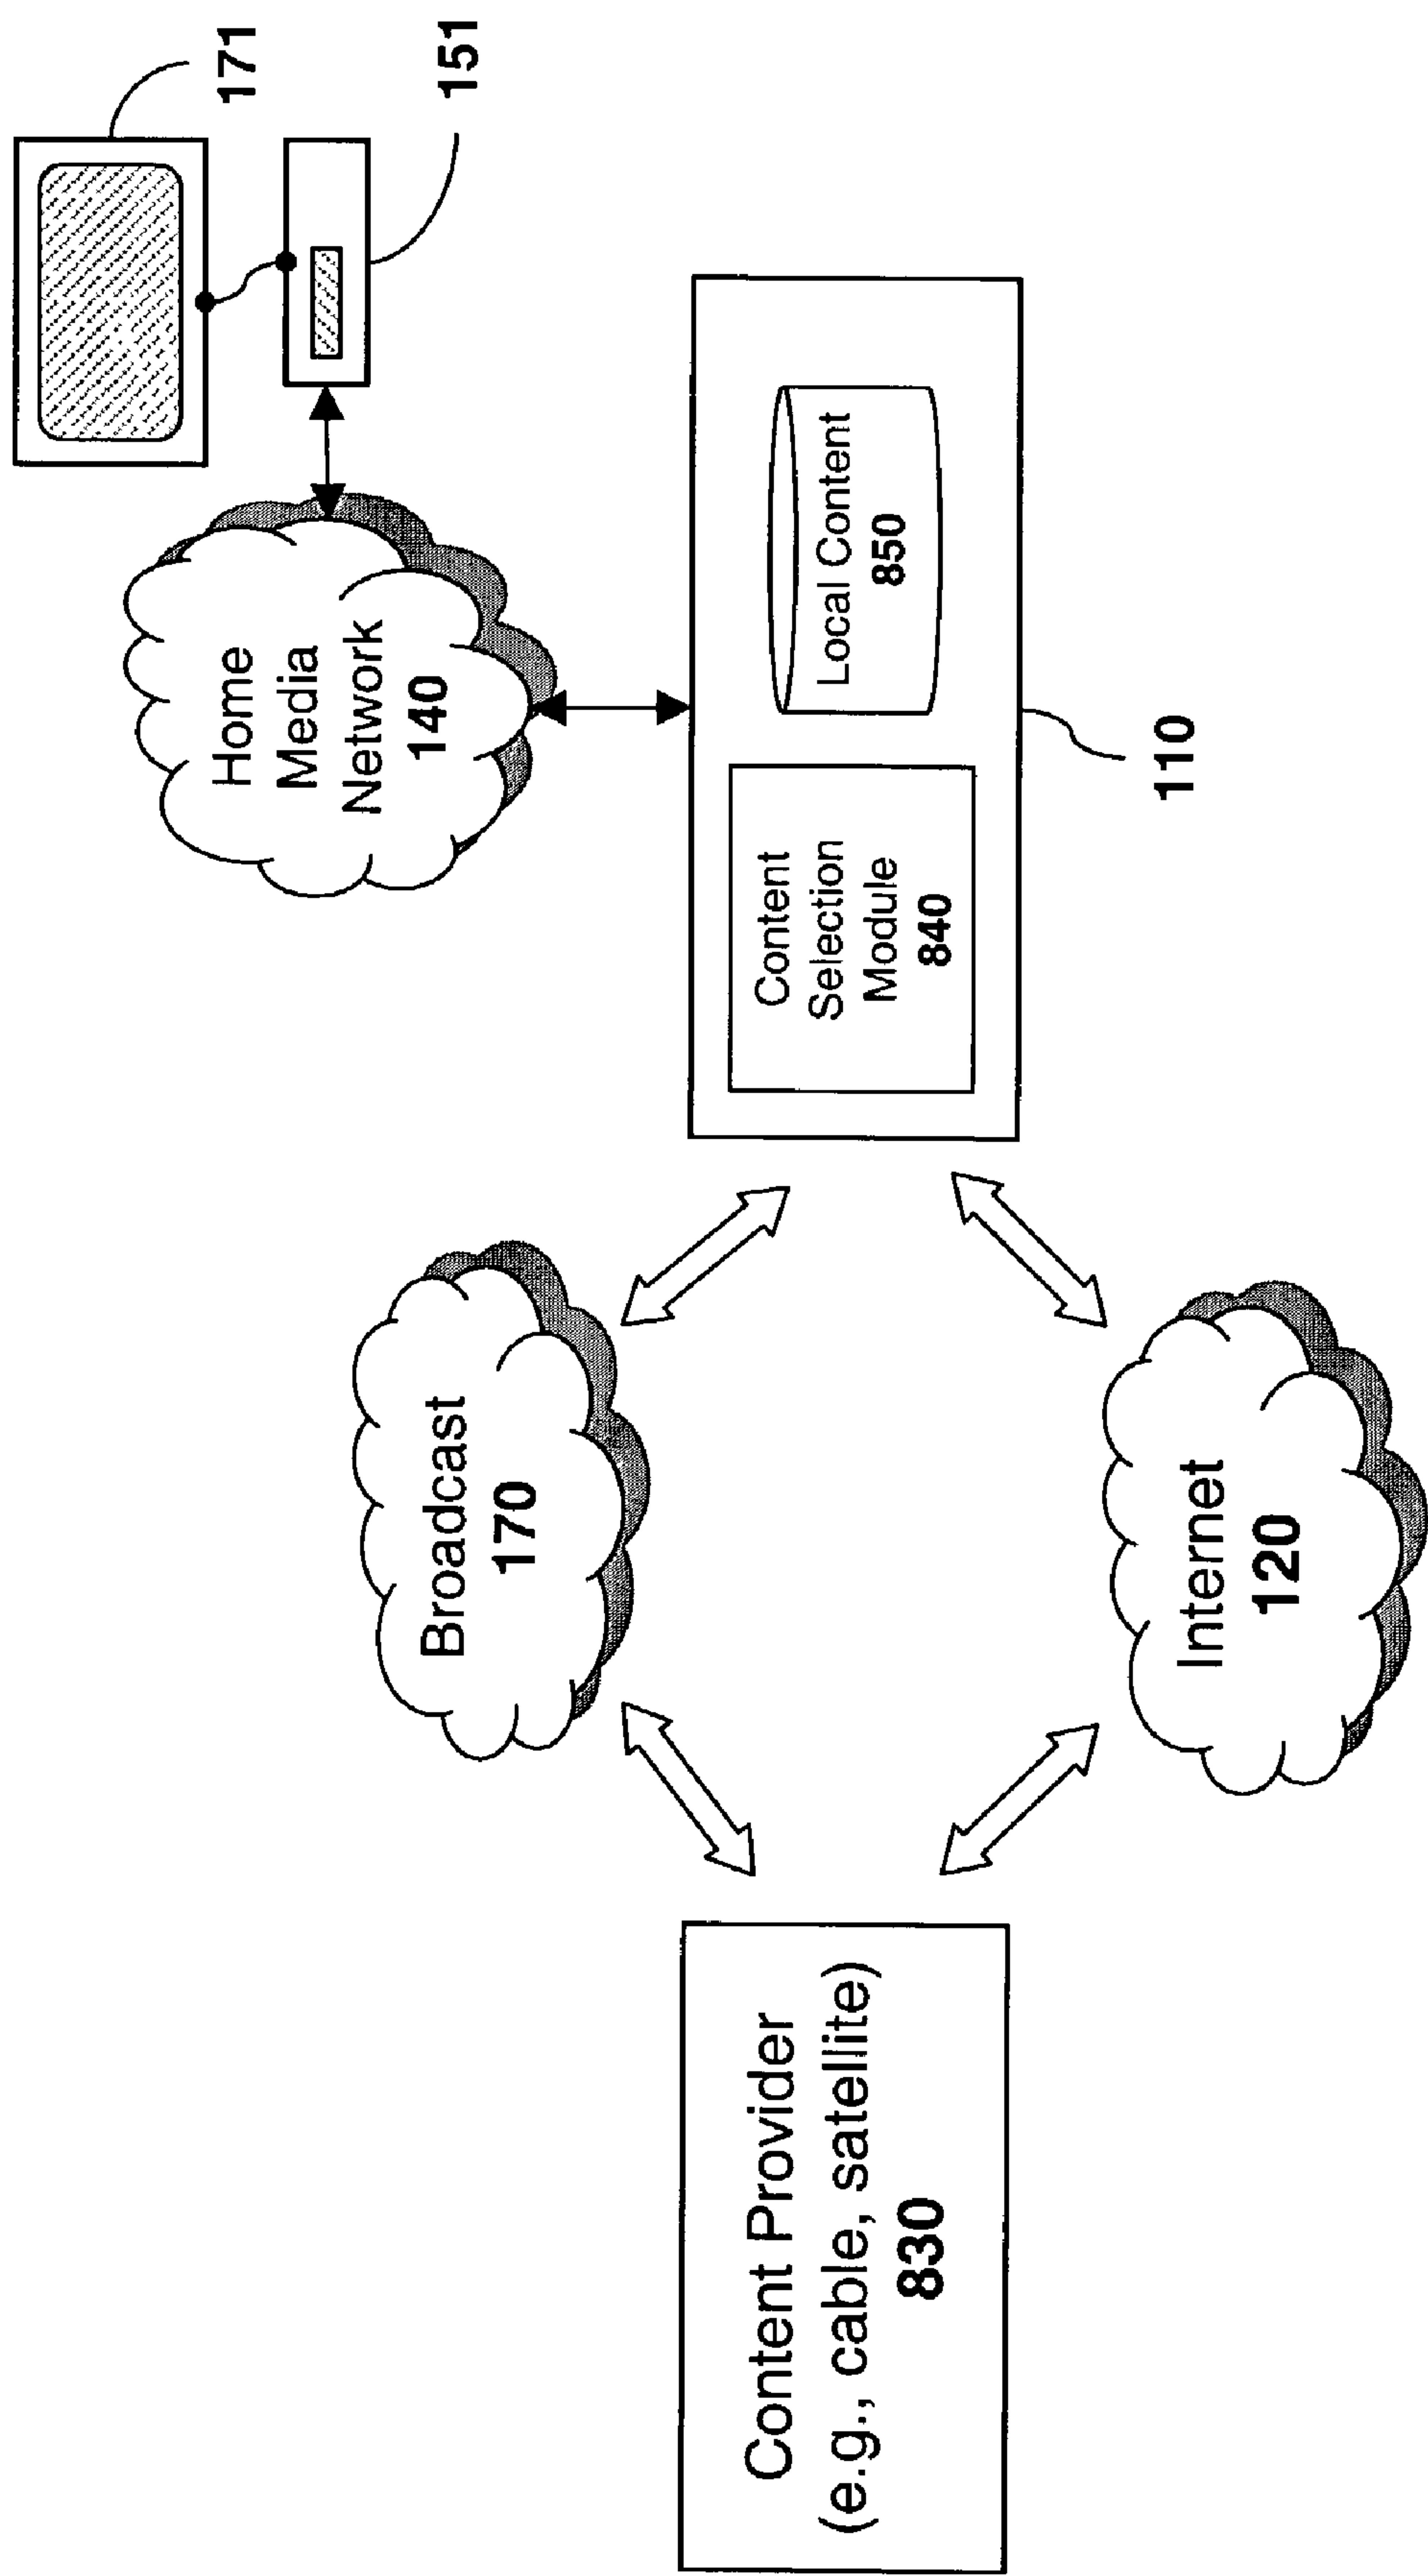 171
151
Home
Media
Network
140
Broadcast
170
Content Provider
(e.g., cable, satellite)
830
Content
Selection
Module
840
Local Content
850
110
Internet
120